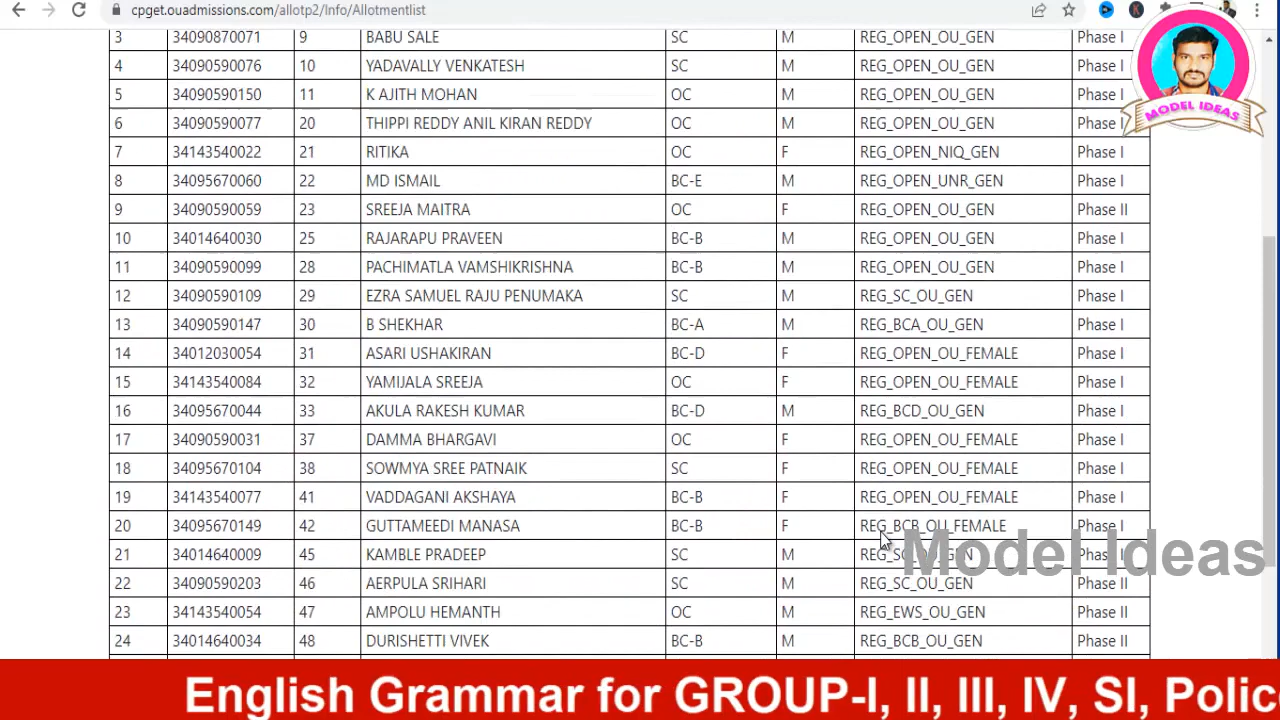 cpget.ouadmissions.com/allotp2/Info/Allotmentlist
3 34090870071 9 BABU SALE SC M REG_OPEN_OU_GEN Phase I
4 34090590076 10 YADAVALLY VENKATESH SC M REG_OPEN_OU_GEN Phase I
5 34090590150 11 K AJITH MOHAN OC M REG_OPEN_OU_GEN Phase I
6 34090590077 20 THIPPI REDDY ANIL KIRAN REDDY OC M REG_OPEN_OU_GEN Phase I
MODEL IDEAS
7 34143540022 21 RITIKA OC F REG_OPEN_NIQ_GEN Phase I
8 34095670060 22 MD ISMAIL BC-E M REG_OPEN_UNR_GEN Phase I
9 34090590059 23 SREEJA MAITRA OC F REG_OPEN_OU_GEN Phase II
10 34014640030 25 RAJARAPU PRAVEEN BC-B M REG_OPEN_OU_GEN Phase I
11 34090590099 28 PACHIMATLA VAMSHIKRISHNA BC-B M REG_OPEN_OU_GEN Phase I
12 34090590109 29 EZRA SAMUEL RAJU PENUMAKA SC M REG_SC_OU_GEN Phase I
13 34090590147 30 B SHEKHAR BC-A M REG_BCA_OU_GEN Phase I
14 34012030054 31 ASARI USHAKIRAN BC-D F REG_OPEN_OU_FEMALE Phase I
15 34143540084 32 YAMIJALA SREEJA OC F REG_OPEN_OU_FEMALE Phase I
16 34095670044 33 AKULA RAKESH KUMAR BC-D M REG_BCD_OU_GEN Phase I
17 34090590031 37 DAMMA BHARGAVI OC F REG_OPEN_OU_FEMALE Phase I
18 34095670104 38 SOWMYA SREE PATNAIK SC F REG_OPEN_OU_FEMALE Phase I
19 34143540077 41 VADDAGANI AKSHAYA BC-B F REG_OPEN_OU_FEMALE Phase I
20 34095670149 42 GUTTAMEEDI MANASA BC-B F REG_BCB_OU_FEMALE Phase I
21 34014640009 45 KAMBLE PRADEEP SC M REG_SC_OU_GEN
Model Ideas
22 34090590203 46 AERPULA SRIHARI SC M REG_SC_OU_GEN Phase II
23 34143540054 47 AMPOLU HEMANTH OC M REG_EWS_OU_GEN Phase II
24 34014640034 48 DURISHETTI VIVEK BC-B M REG_BCB_OU_GEN Phase II
English Grammar for GROUP-I, II, III, IV, SI, Polic